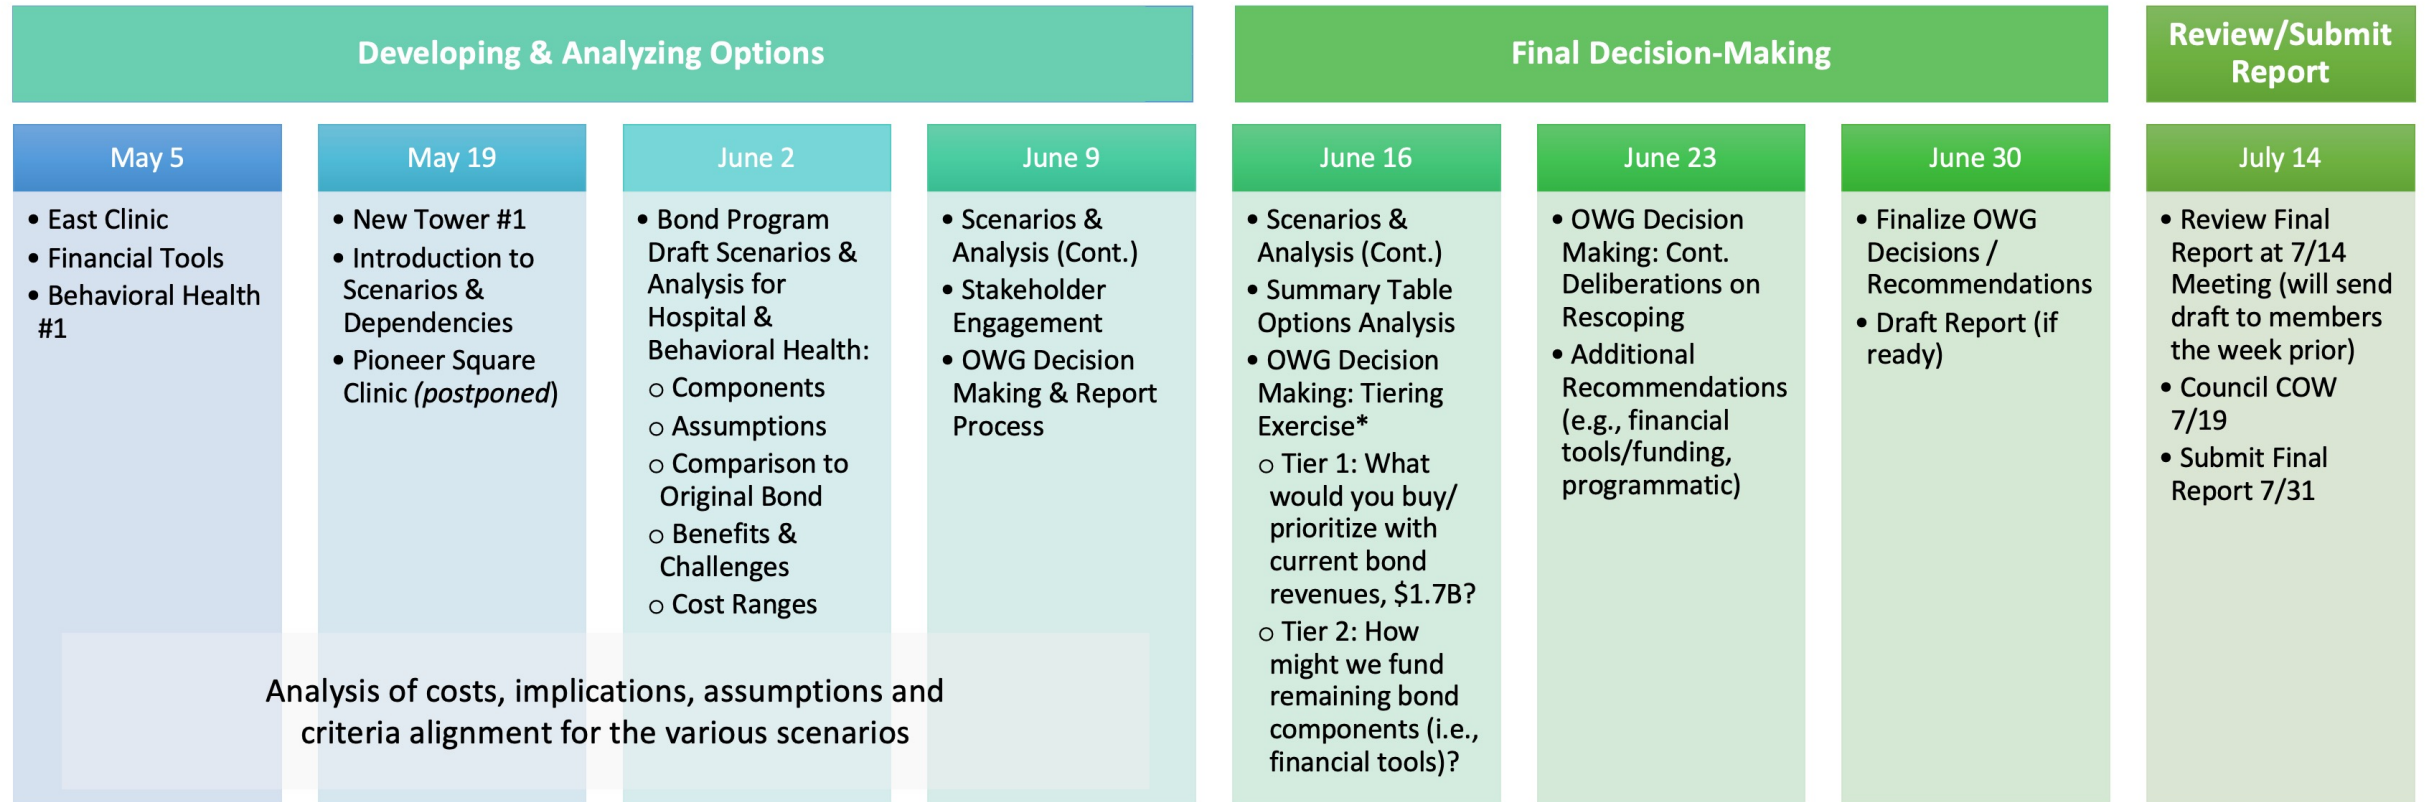 Developing & Analyzing Options
Final Decision-Making
Review/Submit
Report
May 5
• East Clinic
• Financial Tools
• Behavioral Health
#1
May 19
• New Tower #1
• Introduction to
Scenarios &
Dependencies
• Pioneer Square
Clinic (postponed)
June 2
• Bond Program
Draft Scenarios &
Analysis for
Hospital &
Behavioral Health:
o Components
o Assumptions
o Comparison to
Original Bond
o Benefits &
Challenges
o Cost Ranges
June 9
• Scenarios &
Analysis (Cont.)
• Stakeholder
Engagement
• OWG Decision
Making & Report
Process
Analysis of costs, implications, assumptions and
criteria alignment for the various scenarios
June 16
• Scenarios &
Analysis (Cont.)
• Summary Table
Options Analysis
• OWG Decision
Making: Tiering
Exercise*
o Tier 1: What
would you buy/
prioritize with
current bond
revenues, $1.7B?
o Tier 2: How
might we fund
remaining bond
components (i.e.,
financial tools)?
June 23
• OWG Decision
Making: Cont.
Deliberations on
Rescoping
• Additional
Recommendations
(e.g., financial
tools/funding,
programmatic)
June 30
• Finalize OWG
Decisions /
Recommendations
• Draft Report (if
ready)
July 14
• Review Final
Report at 7/14
Meeting (will send
draft to members
the week prior)
• Council COW
7/19
• Submit Final
Report 7/31